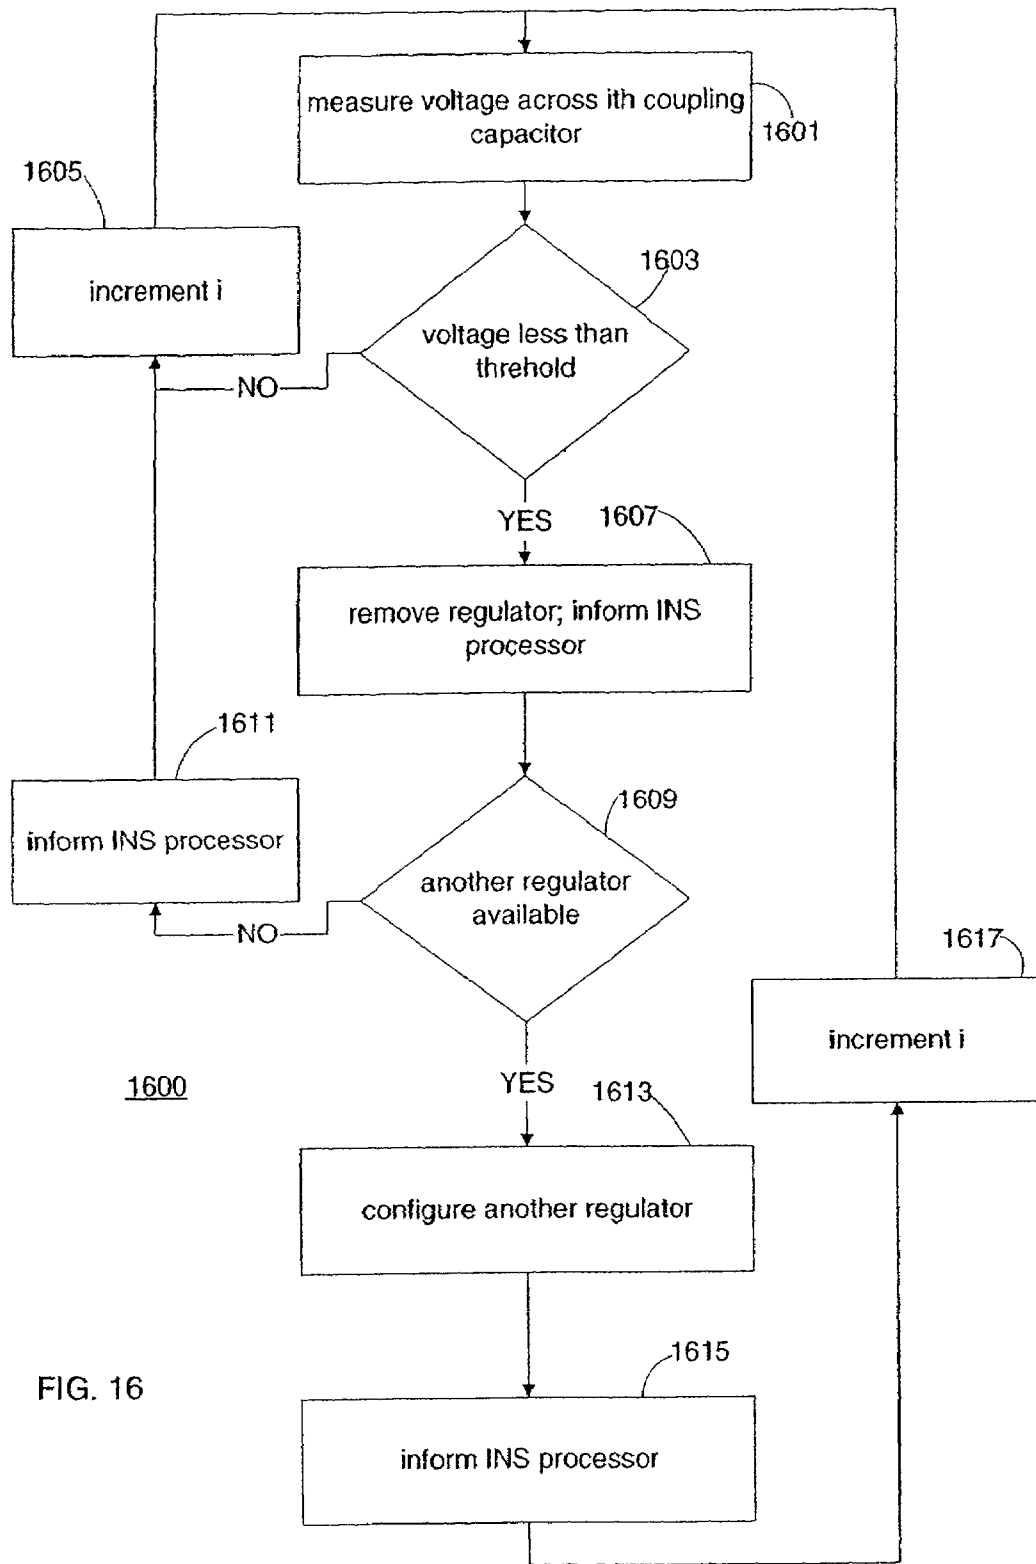 measure voltage across ith coupling
capacitor
1601
1605
increment i
1603
voltage less than
threhold
NO
YES
1607
remove regulator; inform INS
processor
1611
inform INS processor
1609
another regulator
available
NO
1617
increment i
YES
1600
1613
configure another regulator
1615
FIG. 16
inform INS processor